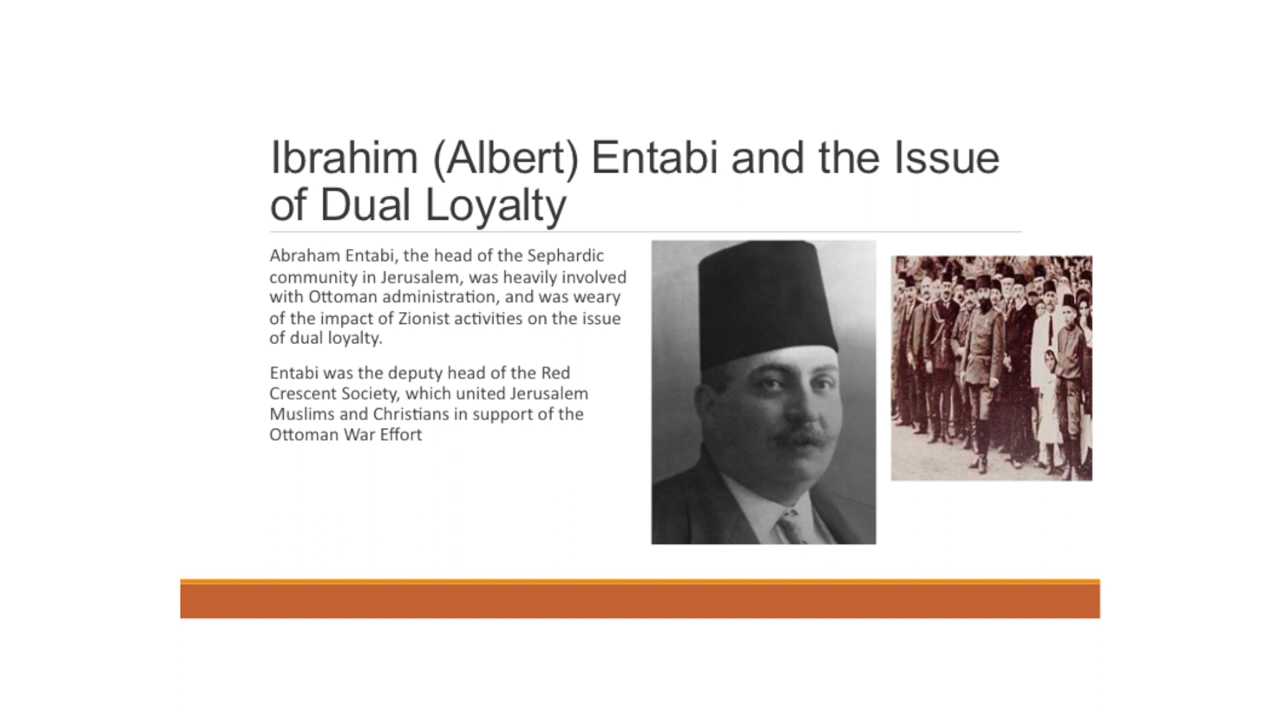 Ibrahim (Albert) Entabi and the Issue
of Dual Loyalty
Abraham Entabi, the head of the Sephardic
community in Jerusalem, was heavily involved
with Ottoman administration, and was weary
of the impact of Zionist activities on the issue
of dual loyalty.
Entabi was the deputy head of the Red
Crescent Society, which united Jerusalem
Muslims and Christians in support of the
Ottoman War Effort